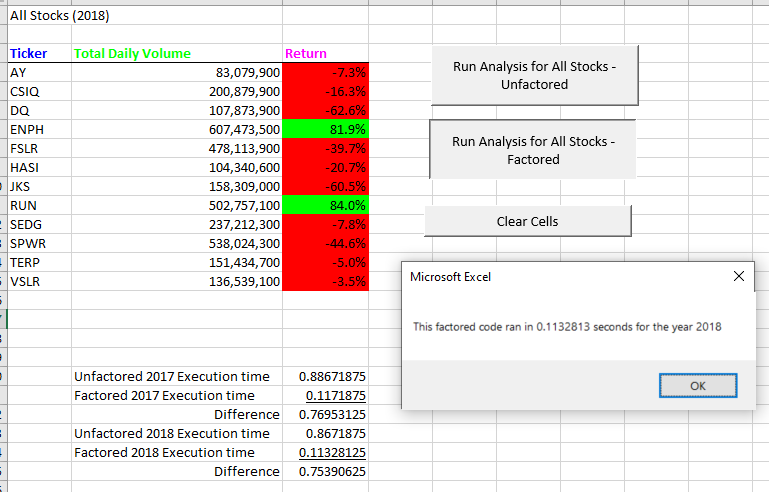 All Stocks (2018)
Ticker Total Daily Volume Return
AY 83,079,900 -7.3%
CSIQ 200,879,900 -16.3%
DQ 107,873,900 -62.6%
ENPH 607,473,500 81.9%
FSLR 478,113,900 -39.7%
HASI 104,340,600 -20.7%
JKS 158,309,000 -60.5%
RUN 502,757,100 84.0%
SEDG 237,212,300 -7.8%
SPWR 538,024,300 -44.6%
TERP 151,434,700 -5.0%
VSLR 136,539,100 -3.5%
Run Analysis for All Stocks -
Unfactored
Run Analysis for All Stocks -
Factored
Clear Cells
Microsoft Excel
This factored code ran in 0.1132813 seconds for the year 2018
OK
Unfactored 2017 Execution time 0.88671875
Factored 2017 Execution time 0.1171875
Difference 0.76953125
Unfactored 2018 Execution time 0.8671875
Factored 2018 Execution time 0.11328125
Difference 0.75390625